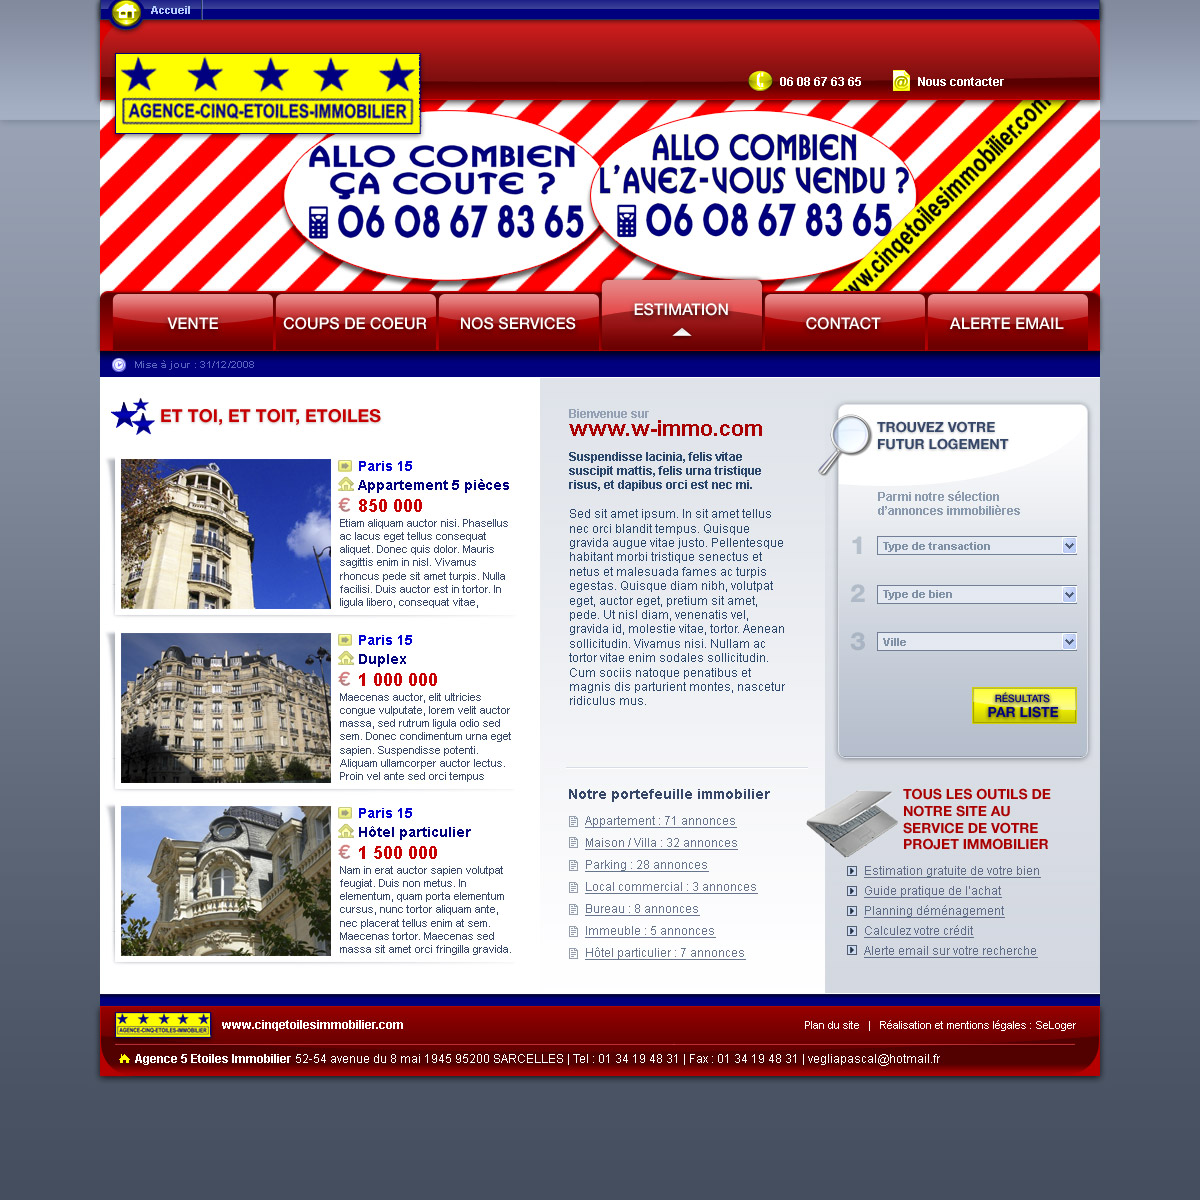 Accueil
AGENCE-CINQ-ETOILES-IMMOBILIER
06 08 67 63 65
Nous contacter
ALLO COMBIEN
ÇA COUTE ?
06 08 67 83 65
ALLO COMBIEN
L'AVEZ-VOUS VENDU ?
06 08 67 83 65
www.cinqetoilesimmobilier.com
VENTE
COUPS DE COEUR
NOS SERVICES
ESTIMATION
CONTACT
ALERTE EMAIL
Mise à jour : 31/12/2008
ET TOI, ET TOIT, ETOILES
Paris 15
Appartement 5 pièces
€ 850 000
Etiam aliquam auctor nisi. Phasellus
ac lacus eget tellus consequat
aliquet. Donec quis dolor. Mauris
sagittis enim in nisl. Vivamus
rhoncus pede sit amet turpis. Nulla
facilisi. Duis auctor est in tortor. In
ligula libero, consequat vitae,
Paris 15
Duplex
€ 1 000 000
Maecenas auctor, elit ultricies
congue vulputate, lorem velit auctor
massa, sed rutrum ligula odio sed
sem. Donec condimentum urna eget
sapien. Suspendisse potenti.
Aliquam ullamcorper auctor lectus.
Proin vel ante sed orci tempus
Paris 15
Hôtel particulier
€ 1 500 000
Nam in erat auctor sapien volutpat
feugiat. Duis non metus. In
elementum, quam porta elementum
cursus, nunc tortor aliquam ante,
nec placerat tellus enim at sem.
Maecenas tortor. Maecenas sed
massa sit amet orci fringilla gravida.
Bienvenue sur
www.w-immo.com
Suspendisse lacinia, felis vitae
suscipit mattis, felis urna tristique
risus, et dapibus orci est nec mi.
Sed sit amet ipsum. In sit amet tellus
nec orci blandit tempus. Quisque
gravida augue vitae justo. Pellentesque
habitant morbi tristique senectus et
netus et malesuada fames ac turpis
egestas. Quisque diam nibh, volutpat
eget, auctor eget, pretium sit amet,
pede. Ut nisl diam, venenatis vel,
gravida id, molestie vitae, tortor. Aenean
sollicitudin. Vivamus nisi. Nullam ac
tortor vitae enim sodales sollicitudin.
Cum sociis natoque penatibus et
magnis dis parturient montes, nascetur
ridiculus mus.
Notre portefeuille immobilier
Appartement : 71 annonces
Maison / Villa : 32 annonces
Parking : 28 annonces
Local commercial : 3 annonces
Bureau : 8 annonces
Immeuble : 5 annonces
Hôtel particulier : 7 annonces
TROUVEZ VOTRE
FUTUR LOGEMENT
Parmi notre sélection
d'annonces immobilières
1 Type de transaction
2 Type de bien
3 Ville
RÉSULTATS
PAR LISTE
TOUS LES OUTILS DE
NOTRE SITE AU
SERVICE DE VOTRE
PROJET IMMOBILIER
Estimation gratuite de votre bien
Guide pratique de l'achat
Planning déménagement
Calculez votre crédit
Alerte email sur votre recherche
AGENCE-CINQ-ETOILES-IMMOBILIER
www.cinqetoilesimmobilier.com
Plan du site | Réalisation et mentions légales : SeLoger
Agence 5 Etoiles Immobilier 52-54 avenue du 8 mai 1945 95200 SARCELLES | Tel : 01 34 19 48 31 | Fax : 01 34 19 48 31 | vegliapascal@hotmail.fr